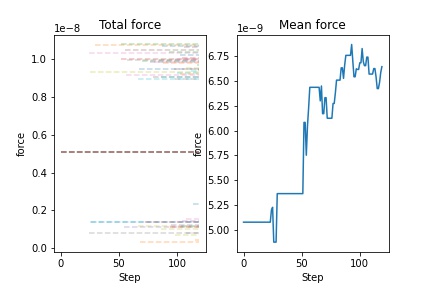 Total force
Mean force
1e−8
1e−9
1.0
0.8
0.6
0.4
0.2
0.0
force
0
50
100
Step
6.75
6.50
6.25
6.00
5.75
5.50
5.25
5.00
force
0
50
100
Step